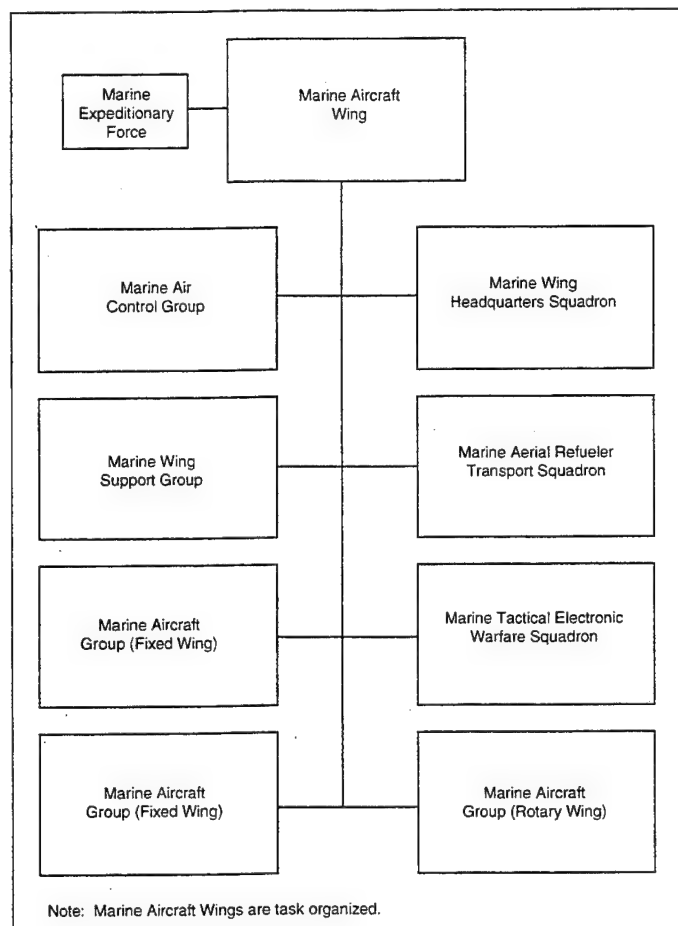 Marine
Expeditionary
Force
Marine Aircraft
Wing
Marine Air
Control Group
Marine Wing
Headquarters Squadron
Marine Wing
Support Group
Marine Aerial Refueler
Transport Squadron
Marine Aircraft
Group (Fixed Wing)
Marine Tactical Electronic
Warfare Squadron
Marine Aircraft
Group (Fixed Wing)
Marine Aircraft
Group (Rotary Wing)
Note: Marine Aircraft Wings are task organized.